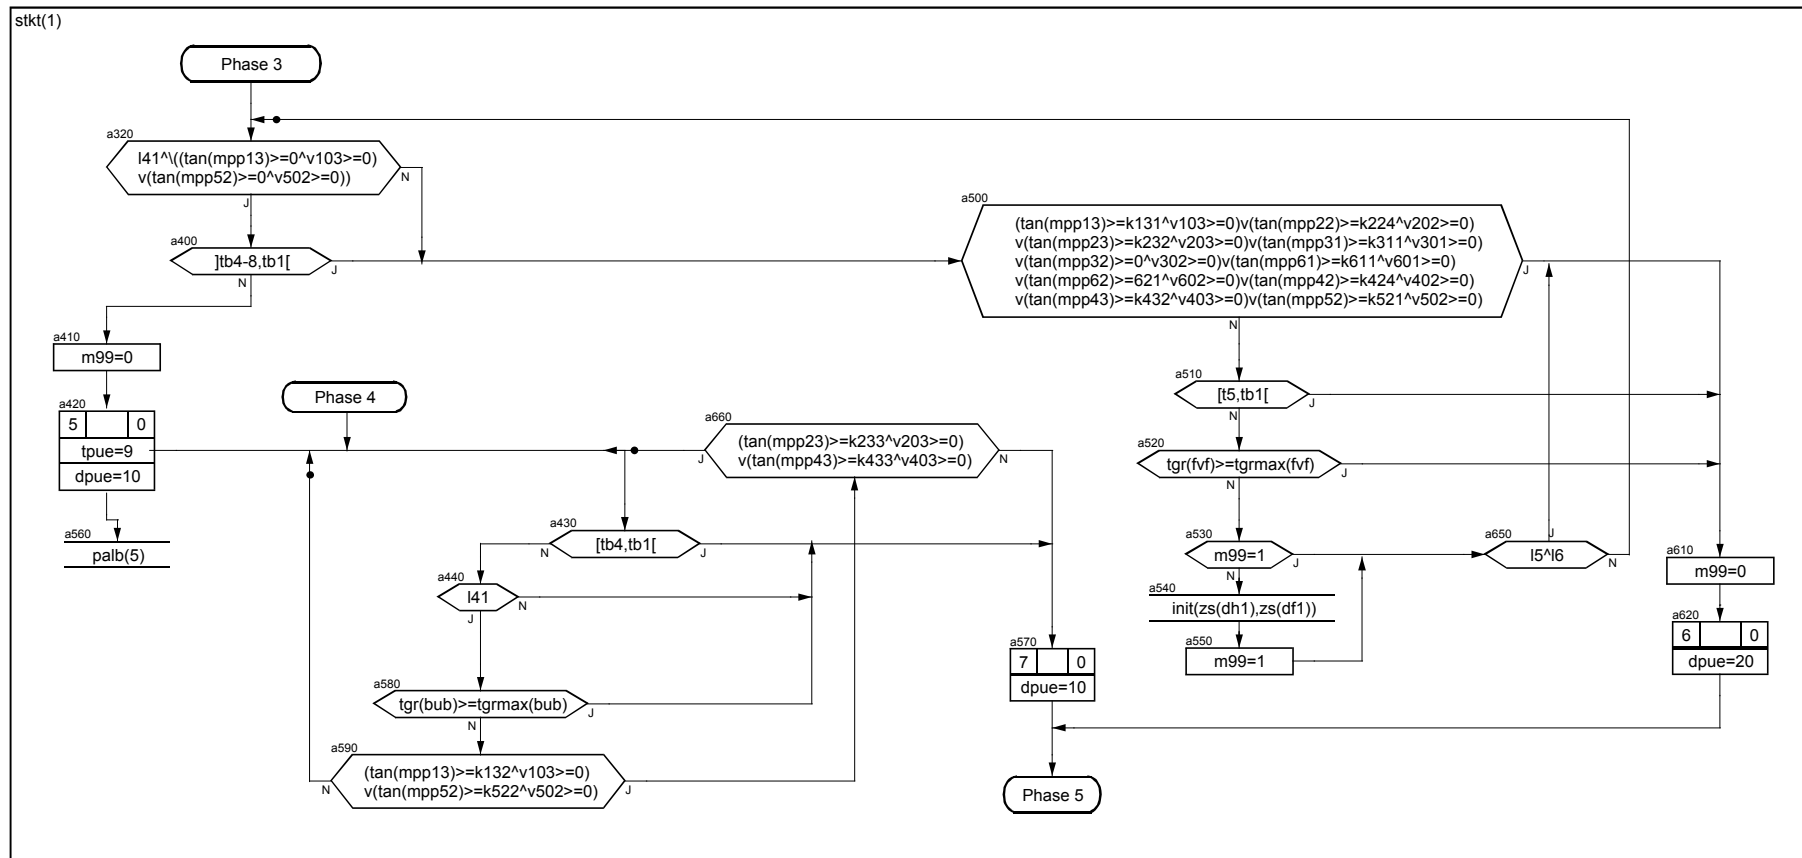 stkt(1)
Phase 3
a320
l41^\((tan(mpp13)>=0^v103>=0)
v(tan(mpp52)>=0^v502>=0))
N
J
a400
]tb4-8,tb1[
J
N
a410
m99=0
a420
5 0
tpue=9
dpue=10
a560
palb(5)
Phase 4
a660
(tan(mpp23)>=k233^v203>=0)
v(tan(mpp43)>=k433^v403>=0)
J
N
a430
[tb4,tb1[
N
J
a440
l41
N
J
a580
tgr(bub)>=tgrmax(bub)
J
N
a590
(tan(mpp13)>=k132^v103>=0)
v(tan(mpp52)>=k522^v502>=0)
N
J
a570
7 0
dpue=10
Phase 5
a500
(tan(mpp13)>=k131^v103>=0)v(tan(mpp22)>=k224^v202>=0)
v(tan(mpp23)>=k232^v203>=0)v(tan(mpp31)>=k311^v301>=0)
v(tan(mpp32)>=0^v302>=0)v(tan(mpp61)>=k611^v601>=0)
v(tan(mpp62)>=621^v602>=0)v(tan(mpp42)>=k424^v402>=0)
v(tan(mpp43)>=k432^v403>=0)v(tan(mpp52)>=k521^v502>=0)
J
N
a510
[t5,tb1[
J
N
a520
tgr(fvf)>=tgrmax(fvf)
J
N
a530
m99=1
J
N
a540
init(zs(dh1),zs(df1))
a550
m99=1
a650
l5^l6
J
N
a610
m99=0
a620
6 0
dpue=20